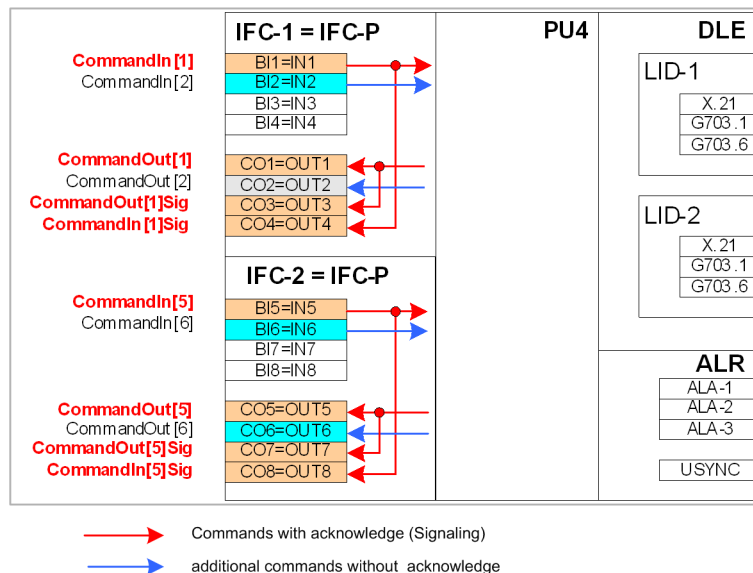 IFC-1 = IFC-P
PU4
DLE
CommandIn[1]
BI1=IN1
CommandIn[2]
BI2=IN2
BI3=IN3
BI4=IN4
LID-1
X.21
G703.1
G703.6
CommandOut[1]
CO1=OUT1
CommandOut[2]
CO2=OUT2
CommandOut[1]Sig
CO3=OUT3
CommandIn[1]Sig
CO4=OUT4
LID-2
X.21
G703.1
G703.6
IFC-2 = IFC-P
CommandIn[5]
BI5=IN5
CommandIn[6]
BI6=IN6
BI7=IN7
BI8=IN8
ALR
ALA-1
ALA-2
ALA-3
USYNC
CommandOut[5]
CO5=OUT5
CommandOut[6]
CO6=OUT6
CommandOut[5]Sig
CO7=OUT7
CommandIn[5]Sig
CO8=OUT8
Commands with acknowledge (Signaling)
additional commands without acknowledge